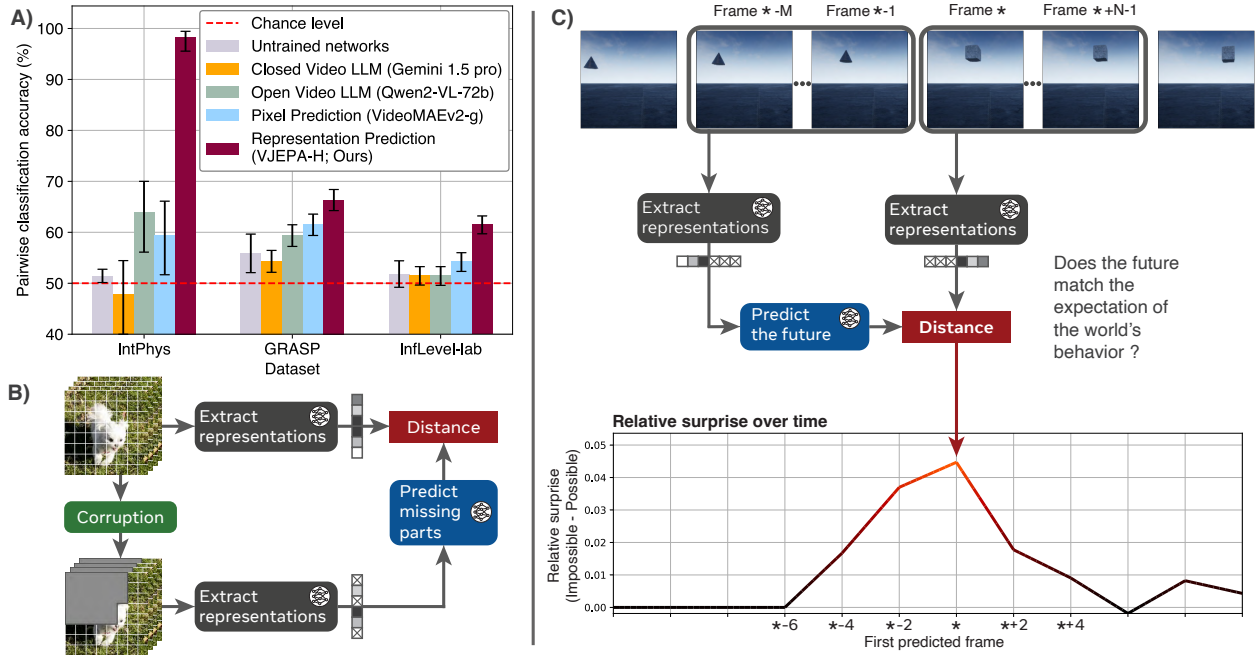 A)
Pairwise classification accuracy (%)
100
90
80
70
60
50
40
Chance level
Untrained networks
Closed Video LLM (Gemini 1.5 pro)
Open Video LLM (Qwen2-VL-72b)
Pixel Prediction (VideoMAEv2-g)
Representation Prediction
(VJEPA-H; Ours)
IntPhys
GRASP
InfLevel-lab
Dataset
B)
Extract
representations
Distance
Corruption
Predict
missing
parts
Extract
representations
C)
Frame *-M
Frame *-1
Frame *
Frame *+N-1
Extract
representations
Extract
representations
Predict
the future
Distance
Does the future
match the
expectation of
the world's
behavior ?
Relative surprise over time
Relative surprise
(Impossible - Possible)
0.05
0.04
0.03
0.02
0.01
0.00
*-6
*-4
*-2
*
*+2
*+4
First predicted frame